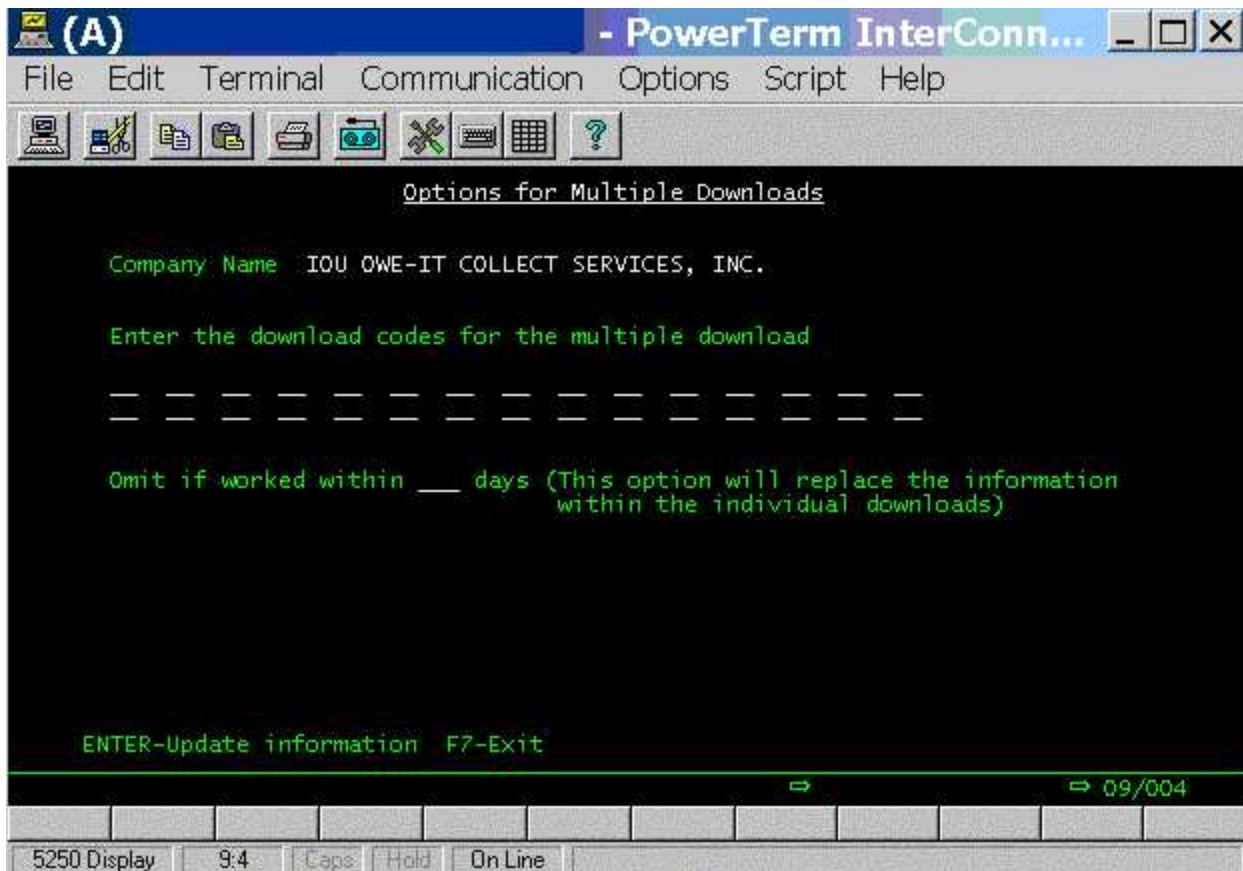 (A) - PowerTerm InterConn...
File Edit Terminal Communication Options Script Help
Options for Multiple Downloads
Company Name IOU OWE-IT COLLECT SERVICES, INC.
Enter the download codes for the multiple download
Omit if worked within ___ days (This option will replace the information
within the individual downloads)
ENTER-Update information F7-Exit
⇨ ⇨ 09/004
5250 Display 9:4 Caps Hold On Line